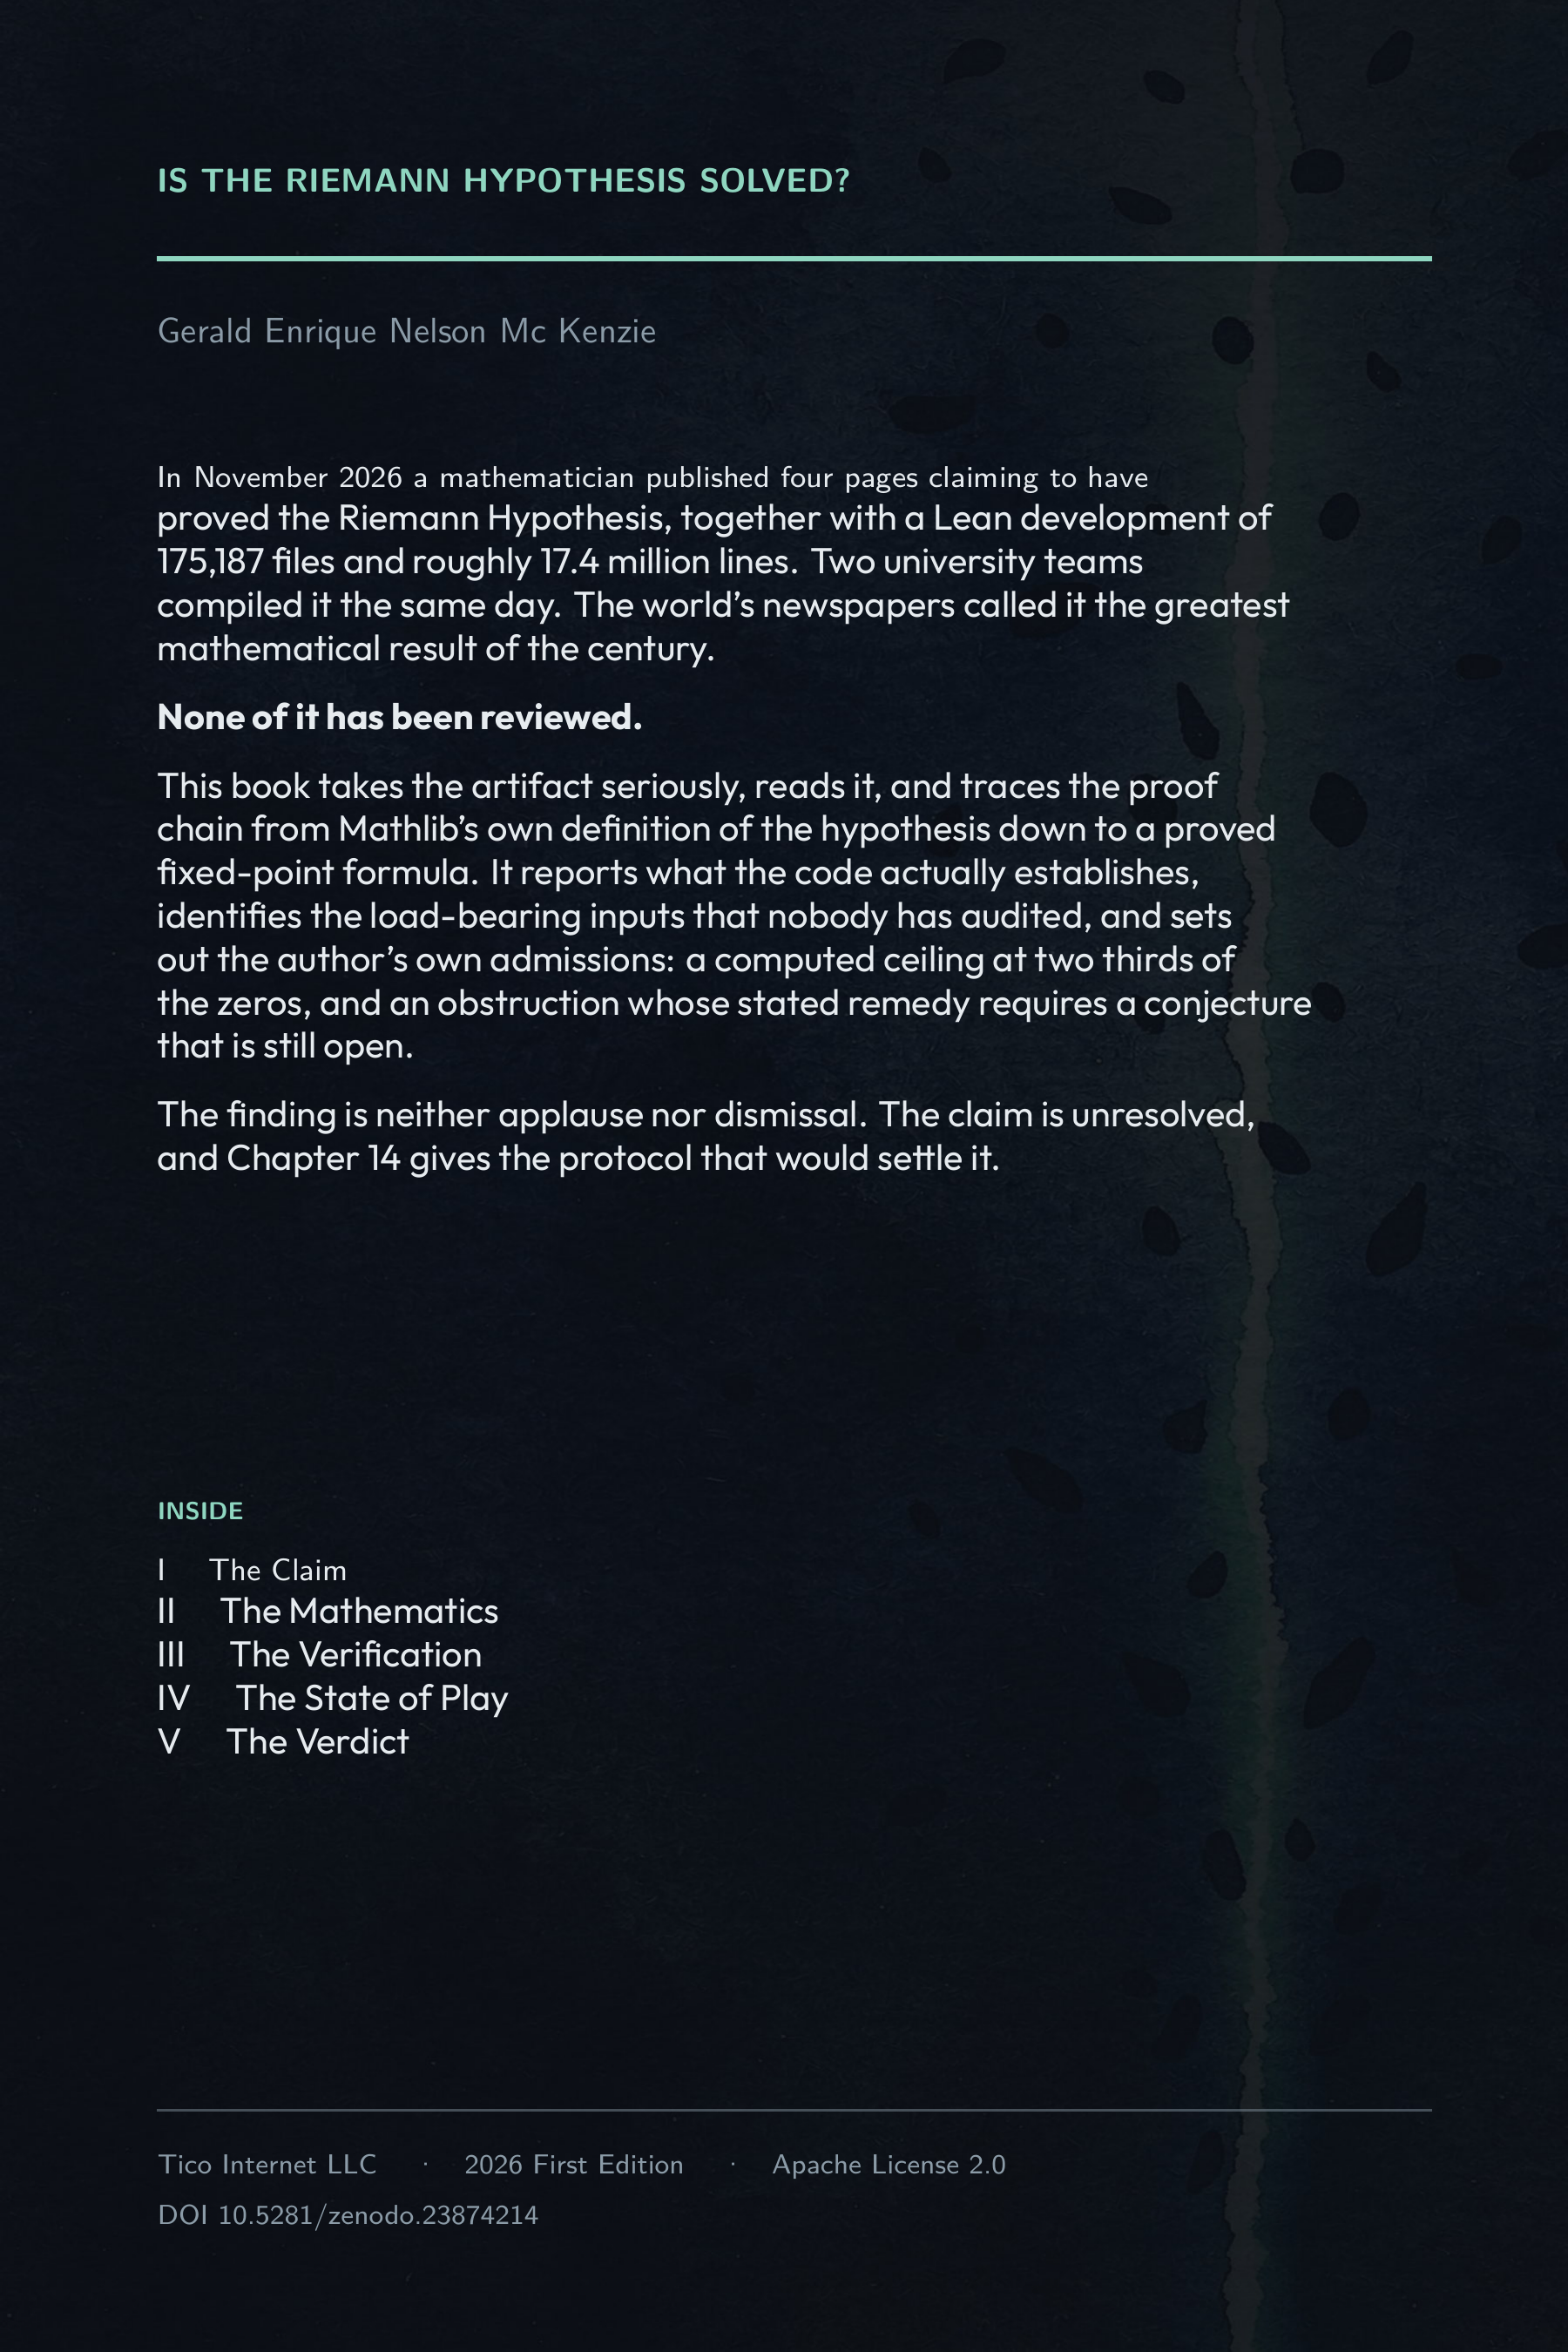 IS THE RIEMANN HYPOTHESIS SOLVED?
Gerald Enrique Nelson Mc Kenzie
In November 2026 a mathematician published four pages claiming to have
proved the Riemann Hypothesis, together with a Lean development of
175,187 files and roughly 17.4 million lines. Two university teams
compiled it the same day. The world’s newspapers called it the greatest
mathematical result of the century.
None of it has been reviewed.
This book takes the artifact seriously, reads it, and traces the proof
chain from Mathlib’s own definition of the hypothesis down to a proved
fixed-point formula. It reports what the code actually establishes,
identifies the load-bearing inputs that nobody has audited, and sets
out the author’s own admissions: a computed ceiling at two thirds of
the zeros, and an obstruction whose stated remedy requires a conjecture
that is still open.
The finding is neither applause nor dismissal. The claim is unresolved,
and Chapter 14 gives the protocol that would settle it.
INSIDE
I The Claim
II The Mathematics
III The Verification
IV The State of Play
V The Verdict
Tico Internet LLC · 2026 First Edition · Apache License 2.0
DOI 10.5281/zenodo.23874214